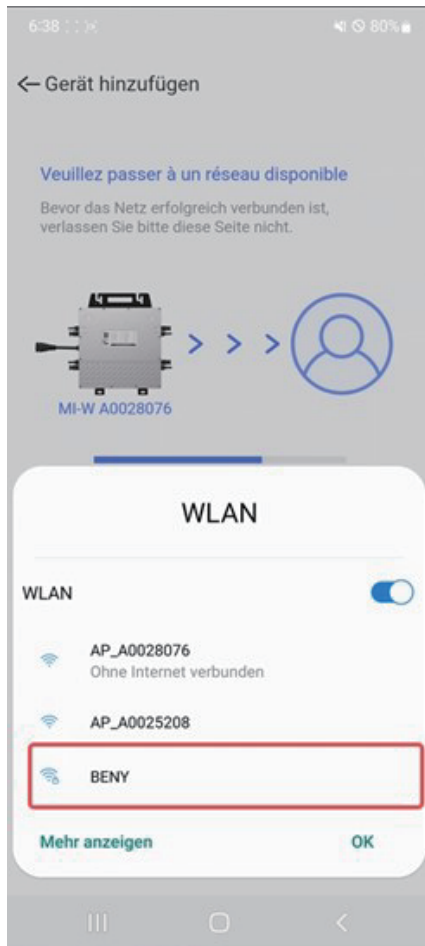 6:38
80%
Gerät hinzufügen
Veuillez passer à un réseau disponible
Bevor das Netz erfolgreich verbunden ist,
verlassen Sie bitte diese Seite nicht.
> > >
MI-W A0028076
WLAN
WLAN
AP_A0028076
Ohne Internet verbunden
AP_A0025208
BENY
Mehr anzeigen
OK